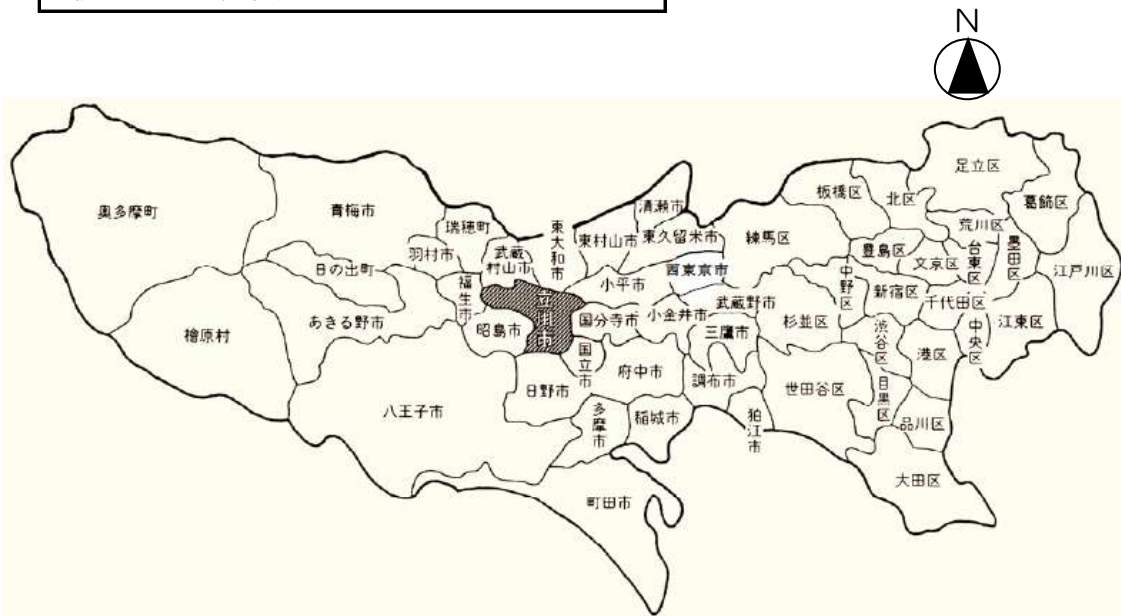 N
足立区
板橋区
北区
葛飾区
清瀬市
奥多摩町
青梅市
瑞穂町
東大和市
東村山市
東久留米市
練馬区
荒川区
豊島区
文京区
台東区
墨田区
江戸川区
羽村市
武蔵
村山市
日の出町
小平市
西東京市
中野区
新宿区
千代田区
福生市
立川市
あきる野市
昭島市
国分寺市
小金井市
武蔵野市
三鷹市
杉並区
渋谷区
港区
中央区
江東区
檜原村
国立市
府中市
調布市
日野市
世田谷区
目黒区
八王子市
多摩市
稲城市
狛江市
品川区
大田区
町田市